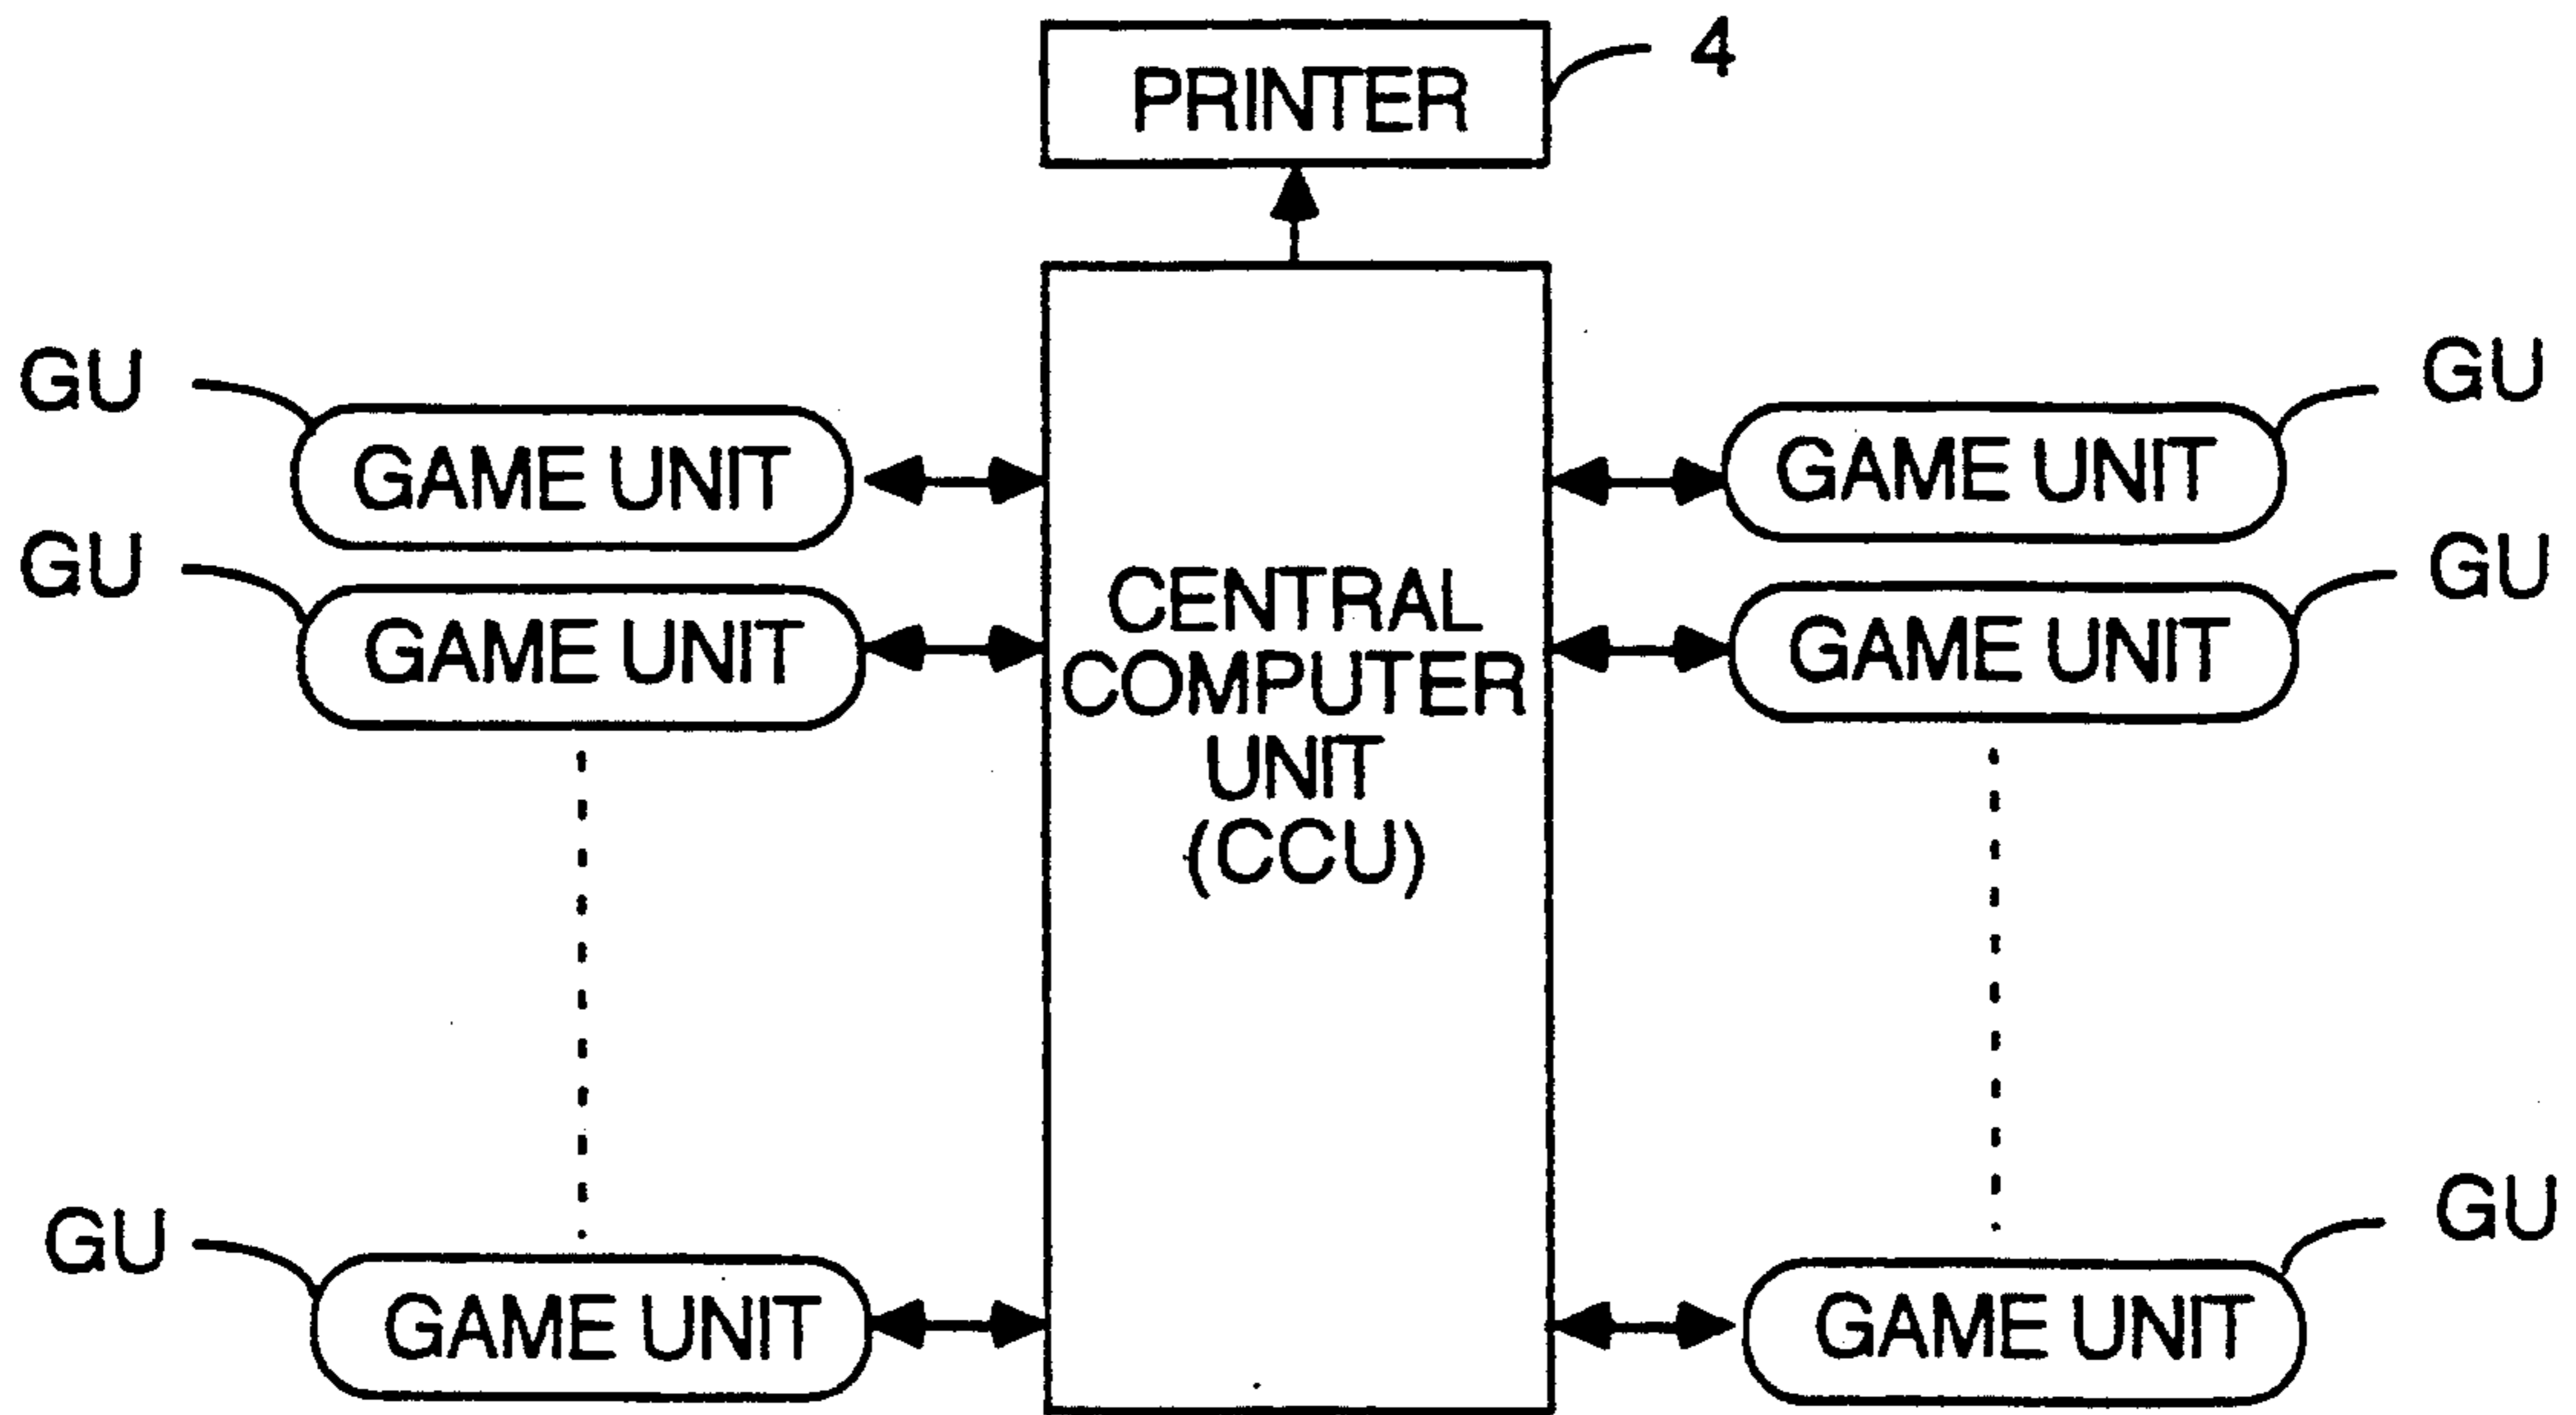 PRINTER
4
GU
GAME UNIT
GU
GAME UNIT
GU
GAME UNIT
CENTRAL
COMPUTER
UNIT
(CCU)
GU
GAME UNIT
GU
GAME UNIT
GU
GAME UNIT